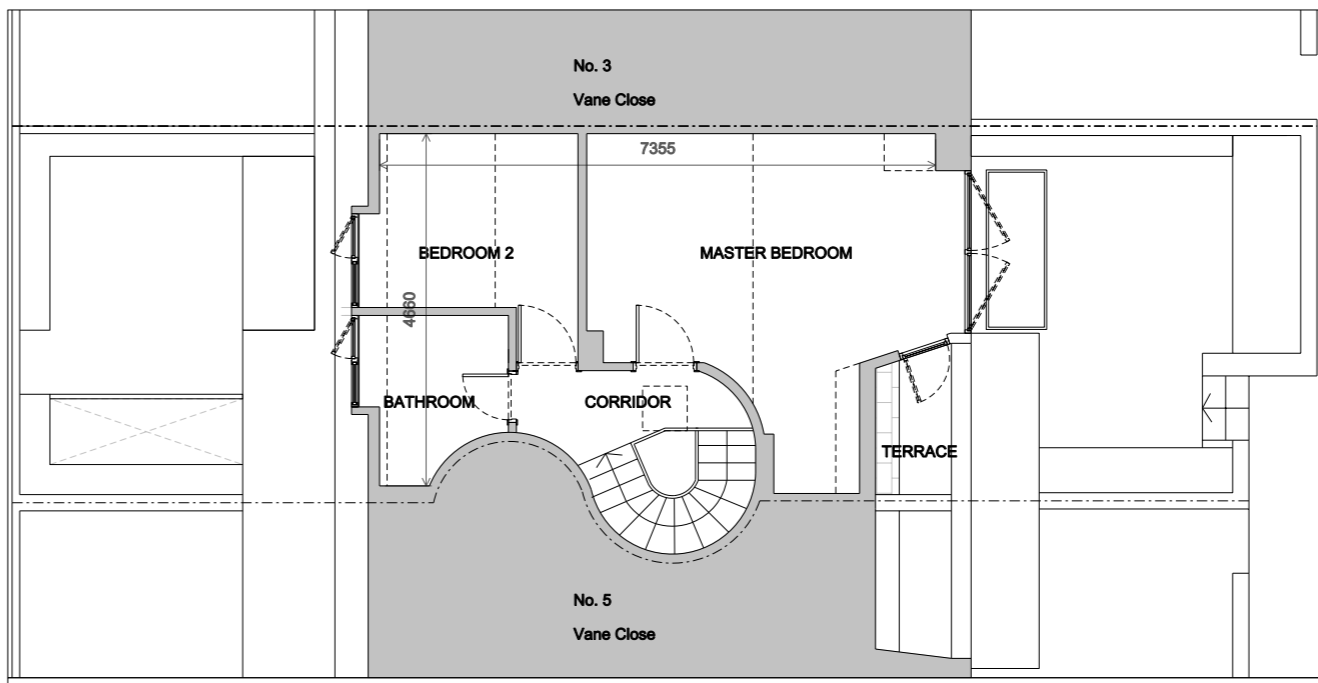 No. 3
Vane Close
7355
BEDROOM 2
MASTER BEDROOM
4660
BATHROOM
CORRIDOR
TERRACE
No. 5
Vane Close